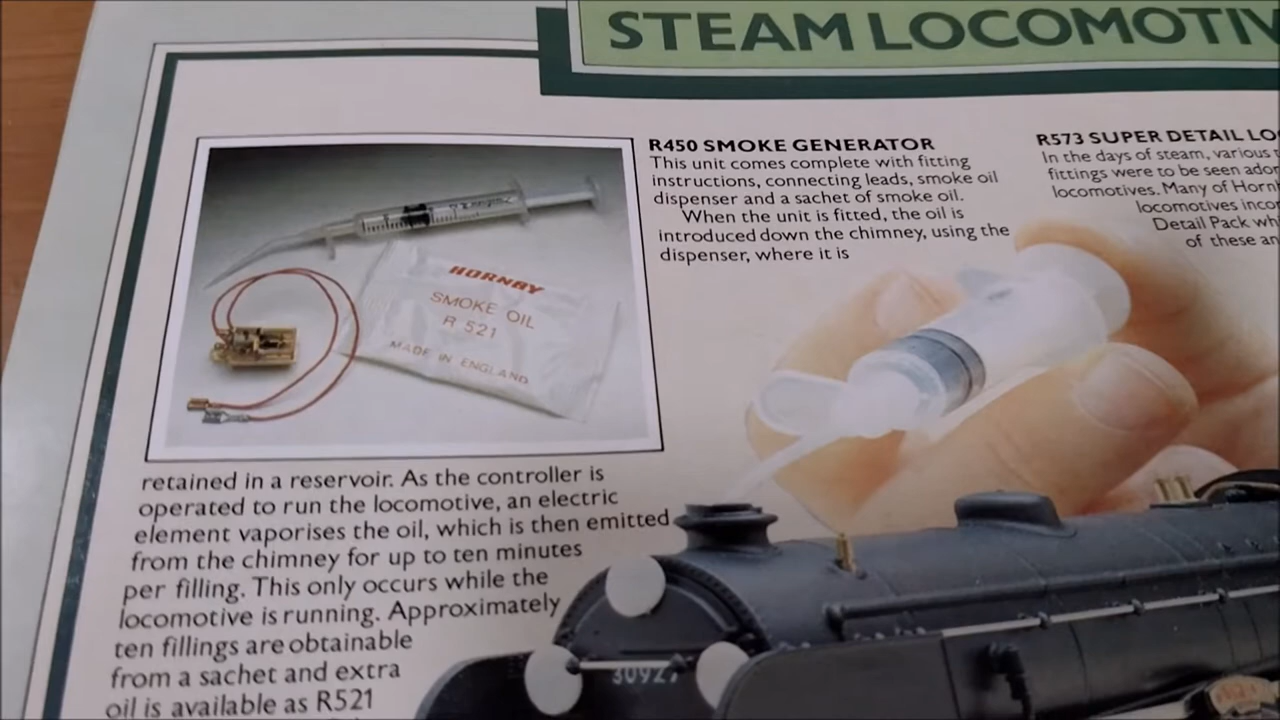 STEAM LOCOMOTIV
R450 SMOKE GENERATOR
This unit comes complete with fitting
instructions, connecting leads, smoke oil
dispenser and a sachet of smoke oil.
When the unit is fitted, the oil is
introduced down the chimney, using the
dispenser, where it is
HORNBY
SMOKE OIL
R 521
MADE IN ENGLAND
retained in a reservoir. As the controller is
operated to run the locomotive, an electric
element vaporises the oil, which is then emitted
from the chimney for up to ten minutes
per filling. This only occurs while the
locomotive is running. Approximately
ten fillings are obtainable
from a sachet and extra
oil is available as R521
R573 SUPER DETAIL LO
In the days of steam, various
fittings were to be seen ador
locomotives. Many of Horn
locomotives incor
Detail Pack wh
of these an
30927